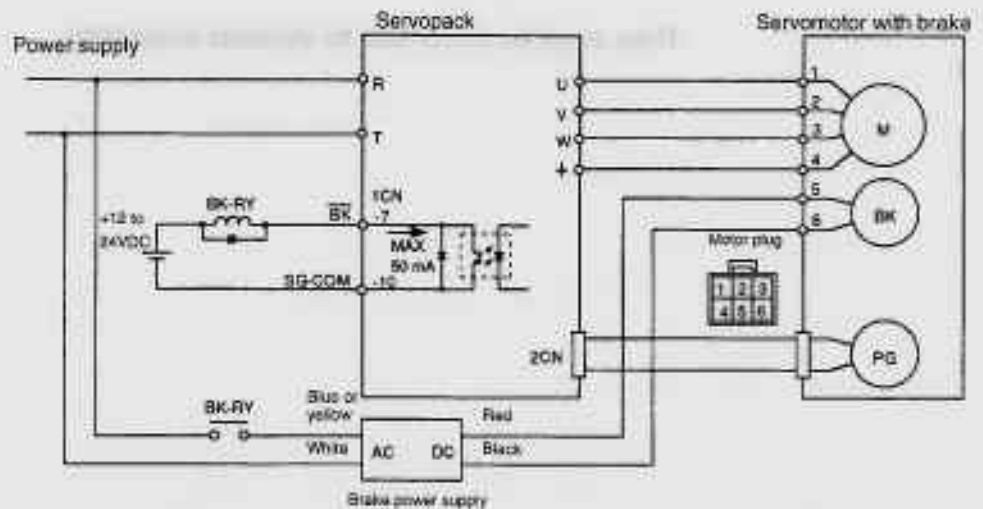 Servopack
Servomotor with brake
Power supply
R
T
U
V
W
1
2
3
4
M
BK-RY
+12 to
24VDC
BK
1CN
-7
MAX
50 mA
SG-COM
-10
5
6
BK
Motor plug
1 2 3
4 5 6
2CN
PG
BK-RY
Blue or
yellow
White
AC DC
Red
Black
Brake power supply